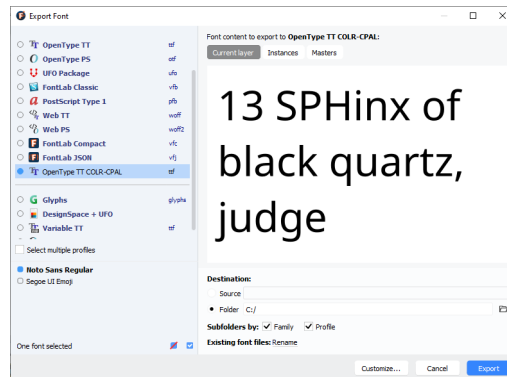 Export Font
OpenType TT ttf
OpenType PS otf
UFO Package ufo
FontLab Classic vfb
PostScript Type 1 pfb
Web TT woff
Web PS woff2
FontLab Compact vfc
FontLab JSON vfj
OpenType TT COLR-CPAL ttf
Glyphs glyphs
DesignSpace + UFO
Variable TT ttf
Select multiple profiles
Noto Sans Regular
Segoe UI Emoji
One font selected
Font content to export to OpenType TT COLR-CPAL:
Current layer Instances Masters
13 SPHinx of
black quartz,
judge
Destination:
Source
Folder C:/
Subfolders by: Family Profile
Existing font files: Rename
Customize... Cancel Export